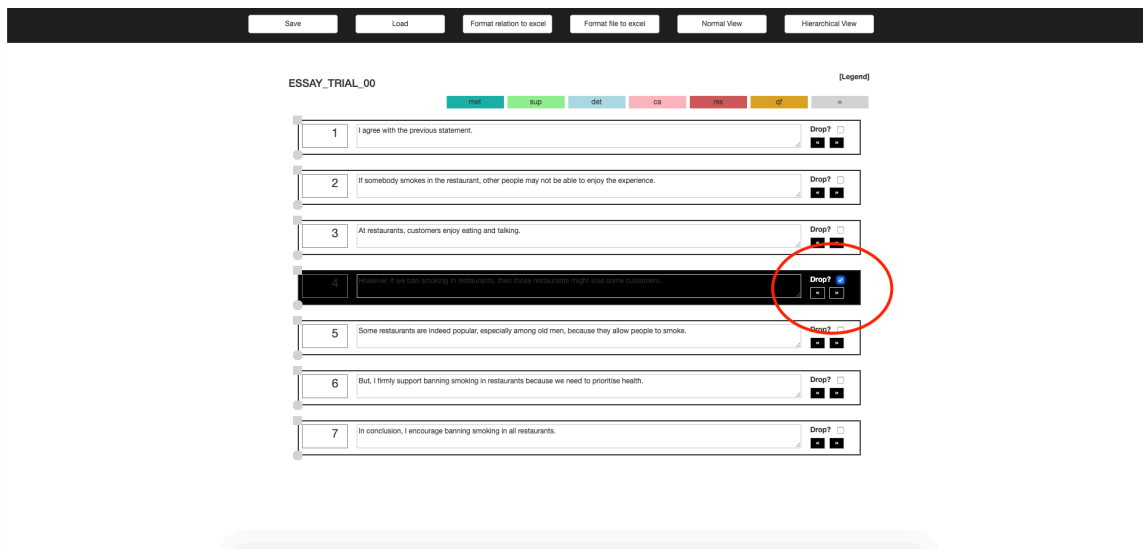 Save Load Format relation to excel Format file to excel Normal View Hierarchical View
ESSAY_TRIAL_00 [Legend]
met sup det ca res qf =
1 I agree with the previous statement. Drop?
« »
2 If somebody smokes in the restaurant, other people may not be able to enjoy the experience. Drop?
« »
3 At restaurants, customers enjoy eating and talking. Drop?
« »
4 However, if we ban smoking in restaurants, then those restaurants might lose some customers. Drop?
« »
5 Some restaurants are indeed popular, especially among old men, because they allow people to smoke. Drop?
« »
6 But, I firmly support banning smoking in restaurants because we need to prioritise health. Drop?
« »
7 In conclusion, I encourage banning smoking in all restaurants. Drop?
« »